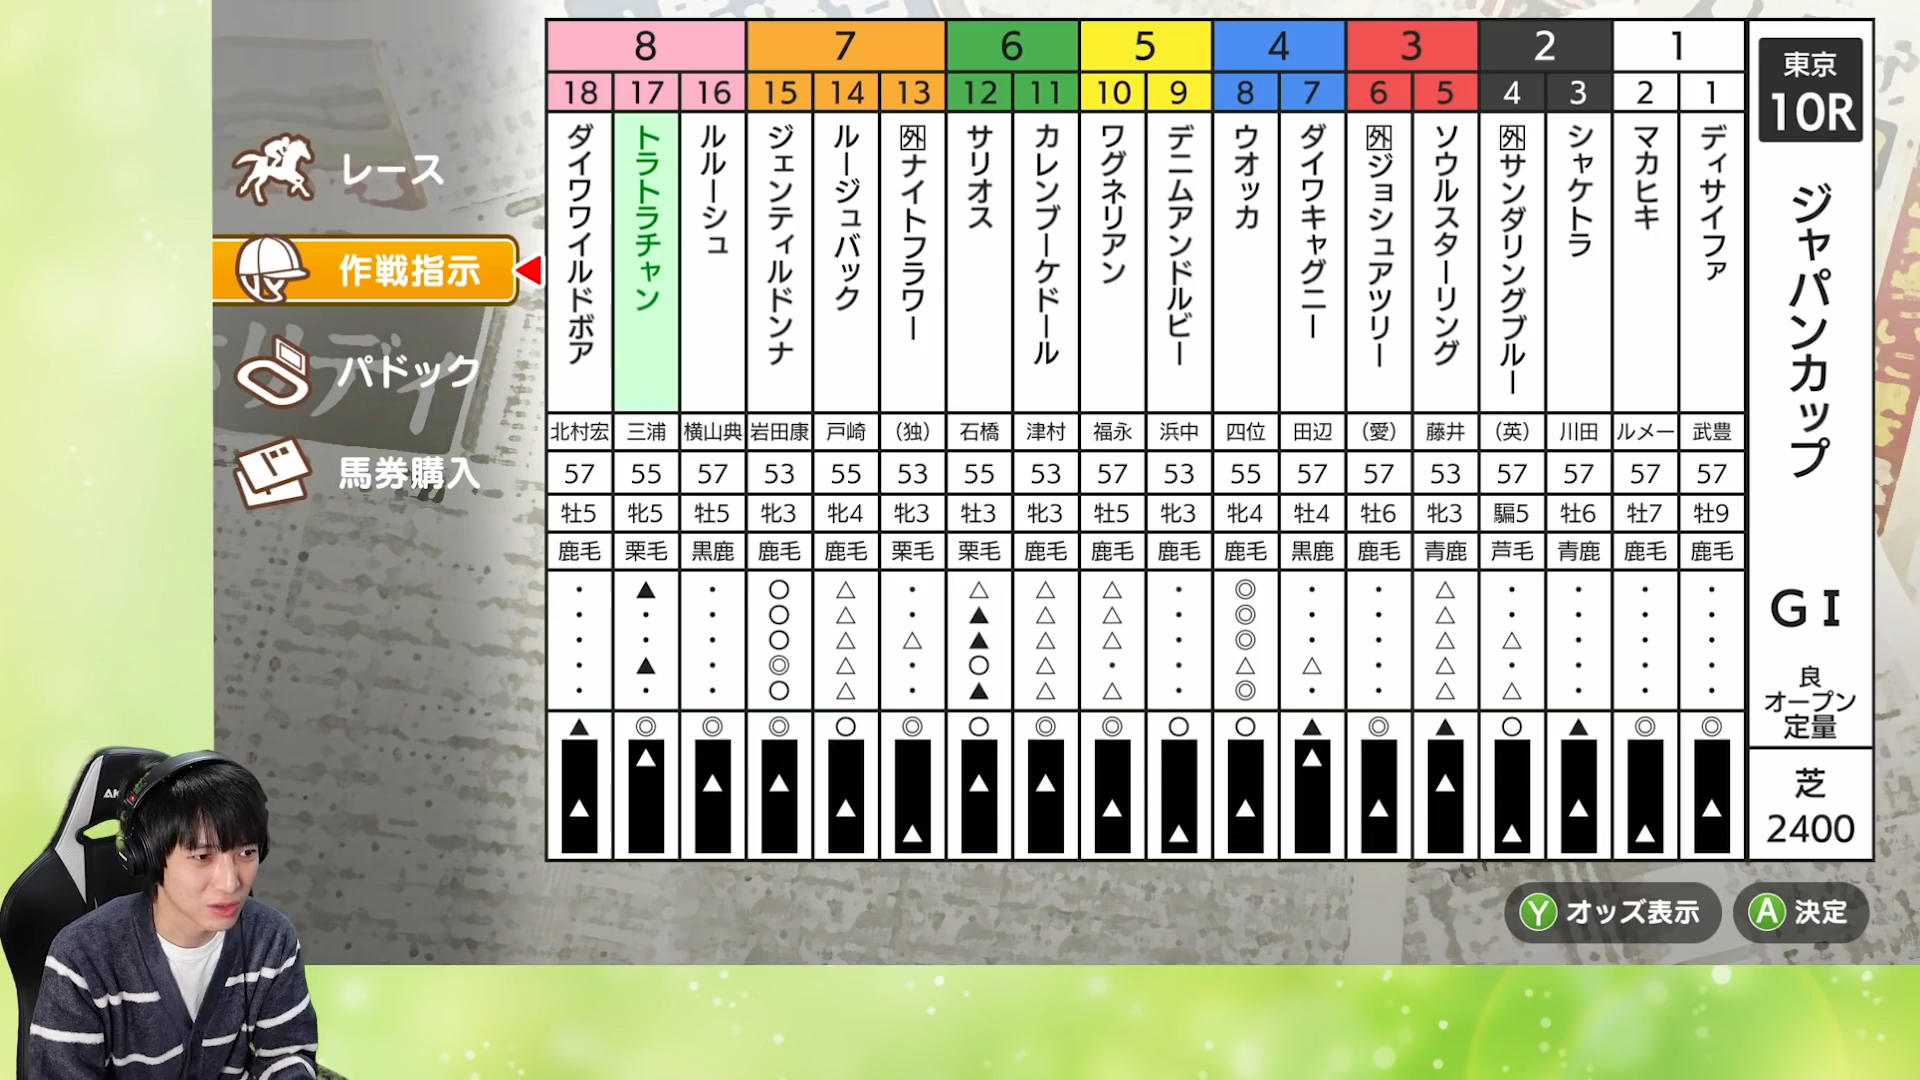 レース
作戦指示
パドック
馬券購入
8 7 6 5 4 3 2 1
18 17 16 15 14 13 12 11 10 9 8 7 6 5 4 3 2 1
ダイワワイルドボア
トラトラチャン
ルルーシュ
ジェンティルドンナ
ルージュバック
外ナイトフラワー
サリオス
カレンブーケドール
ワグネリアン
デニムアンドルビー
ウオッカ
ダイワキャグニー
外ジョシュアツリー
ソウルスターリング
外サンダリングブルー
シャケトラ
マカヒキ
ディサイファ
北村宏 三浦 横山典 岩田康 戸崎 (独) 石橋 津村 福永 浜中 四位 田辺 (愛) 藤井 (英) 川田 ルメー 武豊
57 55 57 53 55 53 55 53 57 53 55 57 57 53 57 57 57 57
牡5 牝5 牡5 牝3 牝4 牝3 牡3 牝3 牡5 牝3 牝4 牡4 牡6 牝3 騸5 牡6 牡7 牡9
鹿毛 栗毛 黒鹿 鹿毛 鹿毛 栗毛 栗毛 鹿毛 鹿毛 鹿毛 鹿毛 黒鹿 鹿毛 青鹿 芦毛 青鹿 鹿毛 鹿毛
・ ▲ ・ ○ △ ・ △ △ △ ・ ◎ ・ ・ △ ・ ・ ・ ・
・ ・ ・ ○ △ ・ ▲ △ △ ・ ◎ ・ ・ △ ・ ・ ・ ・
・ ・ ・ ○ △ △ ▲ △ △ ・ ◎ ・ ・ △ △ ・ ・ ・
・ ▲ ・ ◎ △ ・ ○ △ ・ ・ △ △ ・ △ ・ ・ ・ ・
・ ・ ・ ○ △ ・ ▲ △ △ ・ ◎ ・ ・ △ △ ・ ・ ・
▲ ◎ ◎ ◎ ○ ◎ ○ ◎ ◎ ○ ○ ▲ ◎ ▲ ○ ▲ ◎ ◎
東京
10R
ジャパンカップ
GI
良
オープン
定量
芝
2400
Y オッズ表示
A 決定